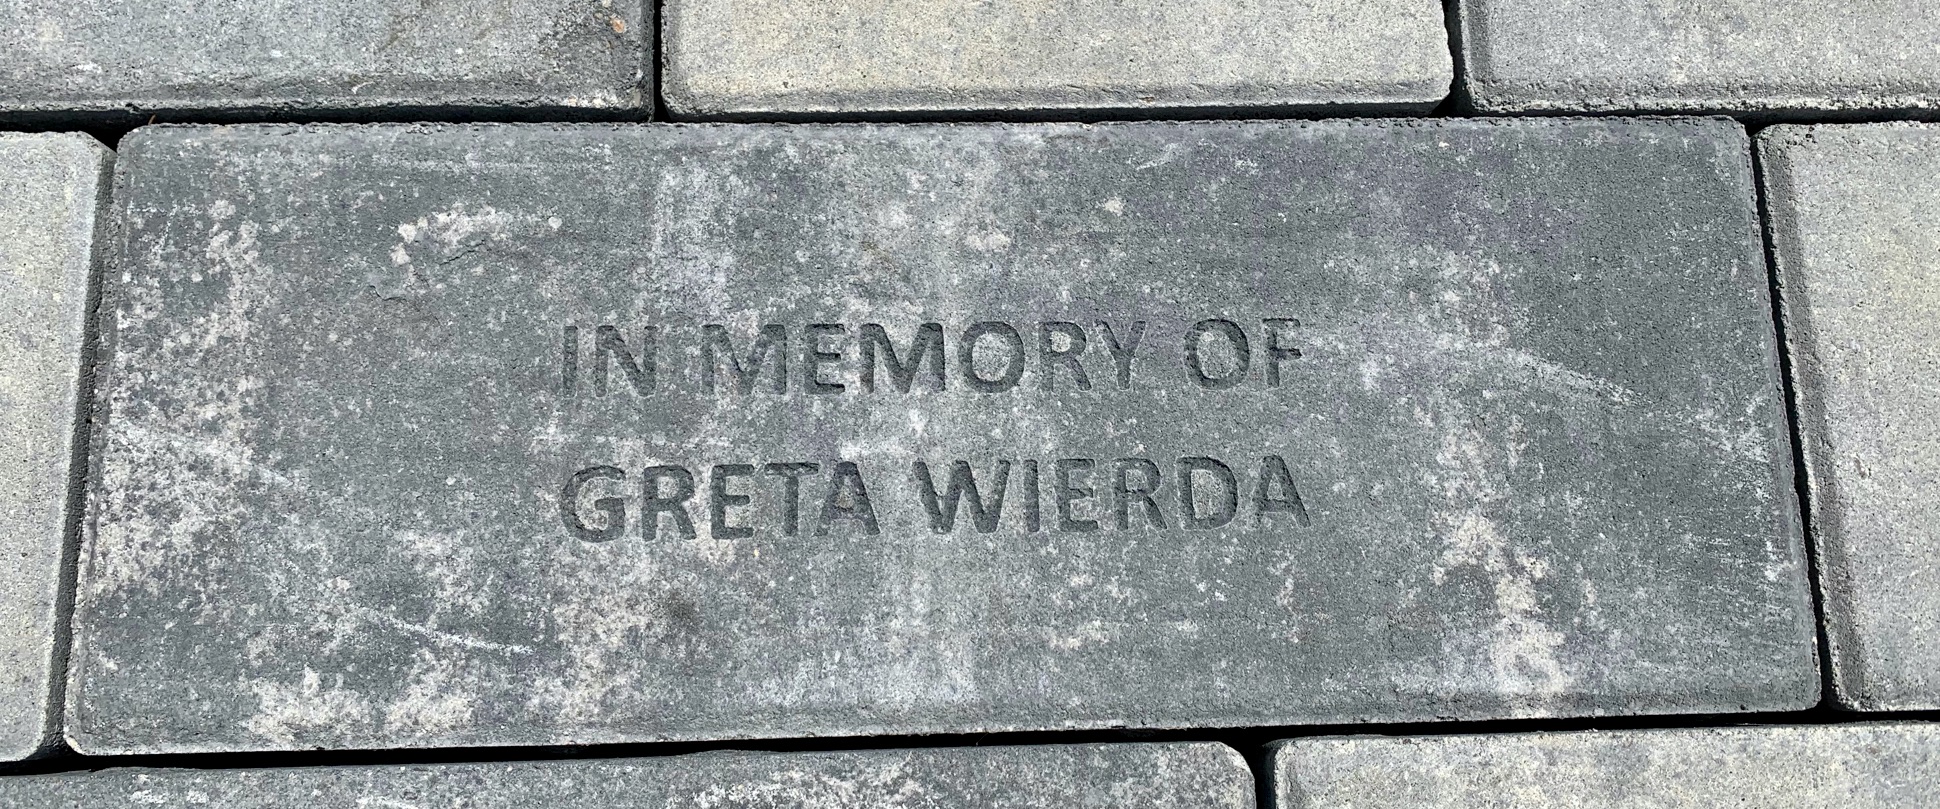 IN MEMORY OF
GRETA WIERDA